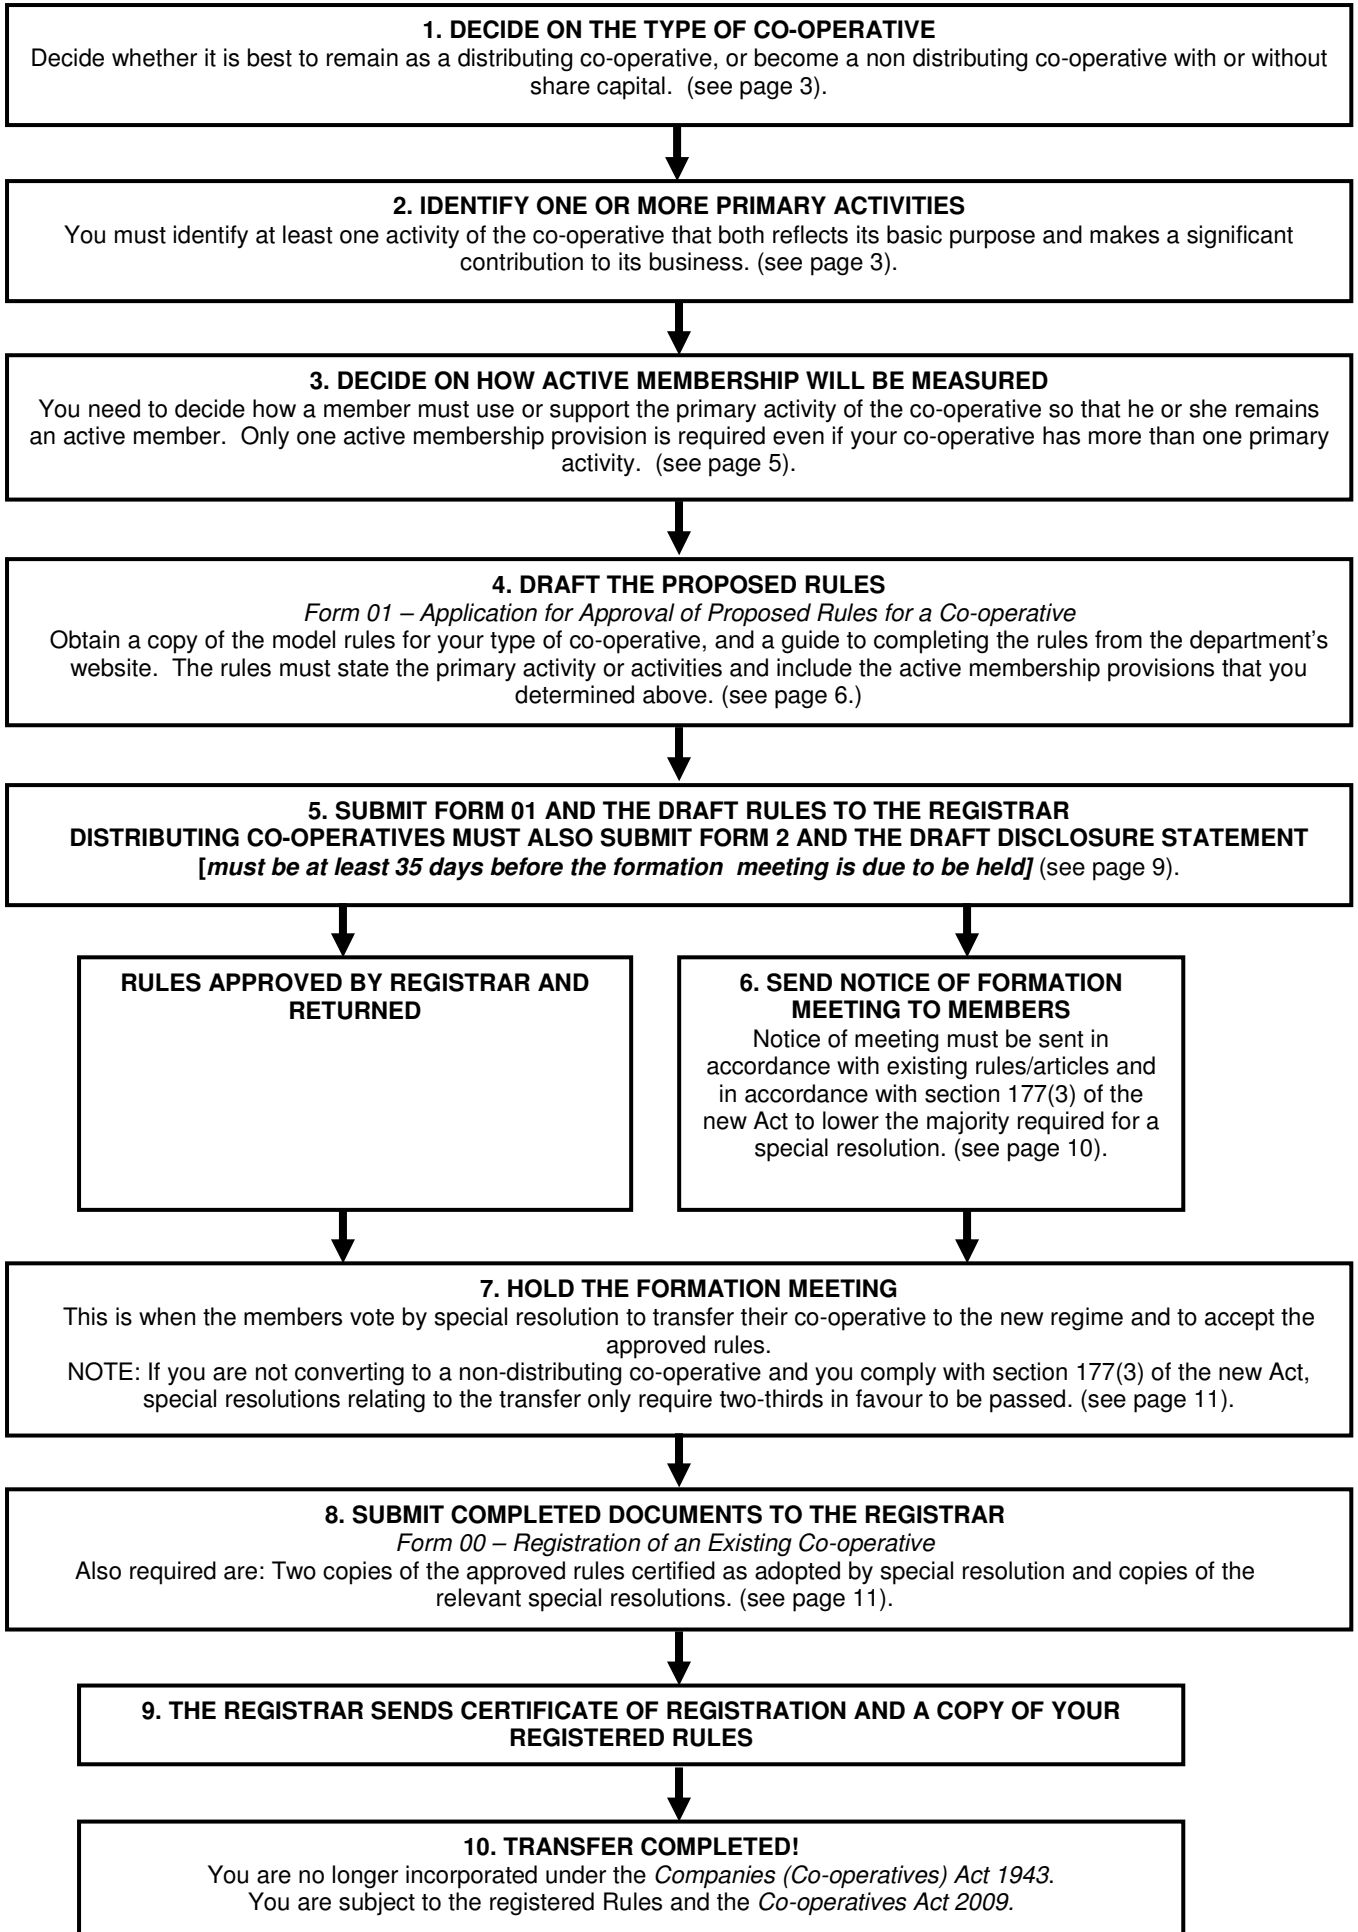 1. DECIDE ON THE TYPE OF CO-OPERATIVE
Decide whether it is best to remain as a distributing co-operative, or become a non distributing co-operative with or without
share capital.  (see page 3).
2. IDENTIFY ONE OR MORE PRIMARY ACTIVITIES
You must identify at least one activity of the co-operative that both reflects its basic purpose and makes a significant
contribution to its business. (see page 3).
3. DECIDE ON HOW ACTIVE MEMBERSHIP WILL BE MEASURED
You need to decide how a member must use or support the primary activity of the co-operative so that he or she remains
an active member.  Only one active membership provision is required even if your co-operative has more than one primary
activity.  (see page 5).
4. DRAFT THE PROPOSED RULES
Form 01 – Application for Approval of Proposed Rules for a Co-operative
Obtain a copy of the model rules for your type of co-operative, and a guide to completing the rules from the department's
website.  The rules must state the primary activity or activities and include the active membership provisions that you
determined above. (see page 6.)
5. SUBMIT FORM 01 AND THE DRAFT RULES TO THE REGISTRAR
DISTRIBUTING CO-OPERATIVES MUST ALSO SUBMIT FORM 2 AND THE DRAFT DISCLOSURE STATEMENT
[must be at least 35 days before the formation  meeting is due to be held] (see page 9).
RULES APPROVED BY REGISTRAR AND
RETURNED
6. SEND NOTICE OF FORMATION
MEETING TO MEMBERS
Notice of meeting must be sent in
accordance with existing rules/articles and
in accordance with section 177(3) of the
new Act to lower the majority required for a
special resolution. (see page 10).
7. HOLD THE FORMATION MEETING
This is when the members vote by special resolution to transfer their co-operative to the new regime and to accept the
approved rules.
NOTE: If you are not converting to a non-distributing co-operative and you comply with section 177(3) of the new Act,
special resolutions relating to the transfer only require two-thirds in favour to be passed. (see page 11).
8. SUBMIT COMPLETED DOCUMENTS TO THE REGISTRAR
Form 00 – Registration of an Existing Co-operative
Also required are: Two copies of the approved rules certified as adopted by special resolution and copies of the
relevant special resolutions. (see page 11).
9. THE REGISTRAR SENDS CERTIFICATE OF REGISTRATION AND A COPY OF YOUR
REGISTERED RULES
10. TRANSFER COMPLETED!
You are no longer incorporated under the Companies (Co-operatives) Act 1943.
You are subject to the registered Rules and the Co-operatives Act 2009.